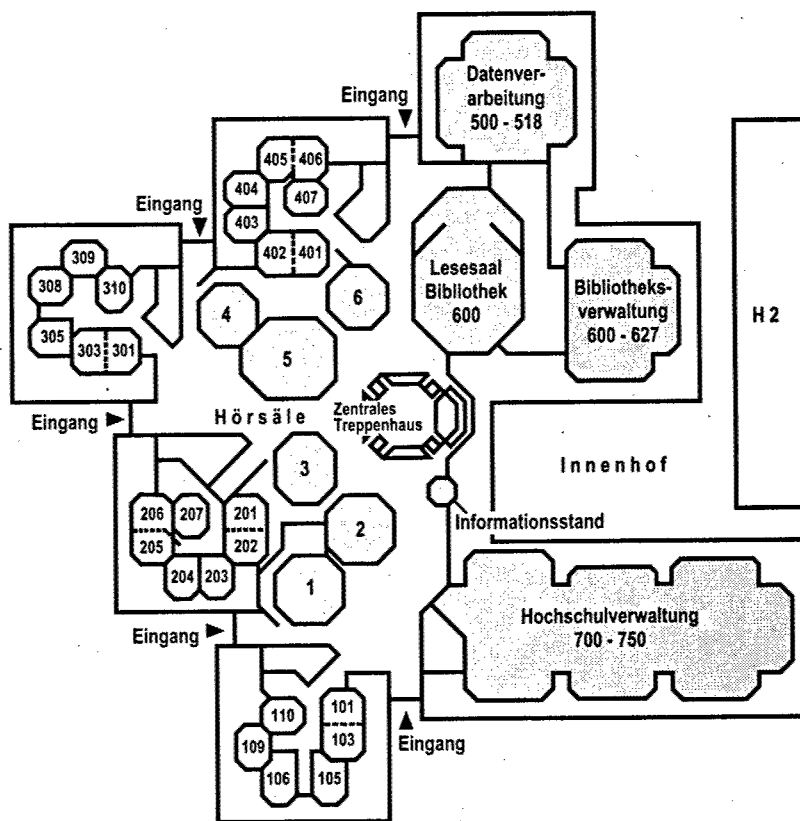 Datenver-
arbeitung
500 - 518
Eingang
405 406
404
407
403
402 401
Eingang
309
308
310
305
303 301
4
6
5
Lesesaal
Bibliothek
600
Bibliotheks-
verwaltung
600 - 627
H 2
Eingang
Hörsäle
Zentrales
Treppenhaus
3
Innenhof
206 207
201
205
202
2
Informationsstand
204 203
1
Hochschulverwaltung
700 - 750
Eingang
110
101
109
103
106
105
Eingang